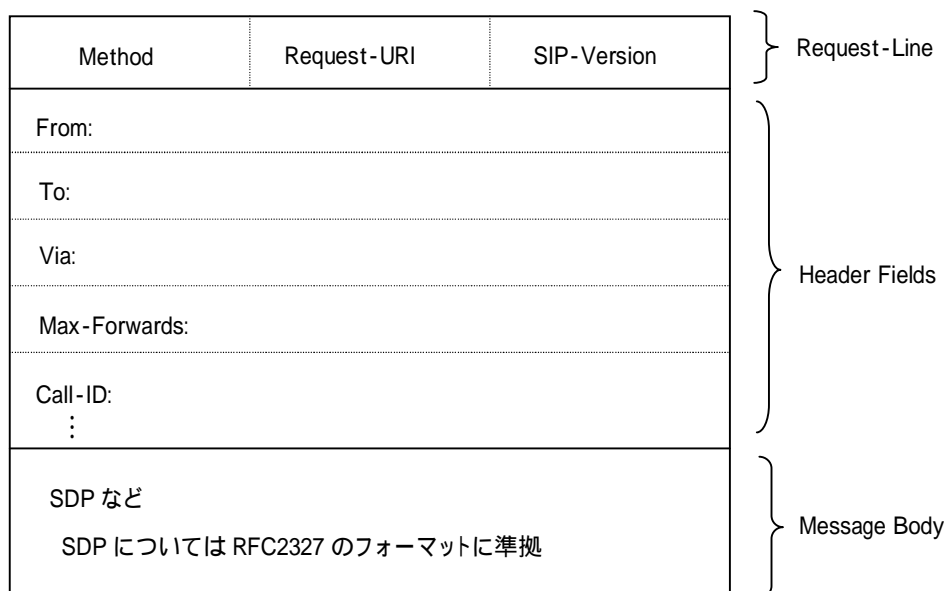 Method Request-URI SIP-Version Request-Line
From:
To:
Via:
Max-Forwards:
Header Fields
Call-ID:
⋮
SDP など
SDP については RFC2327 のフォーマットに準拠
Message Body